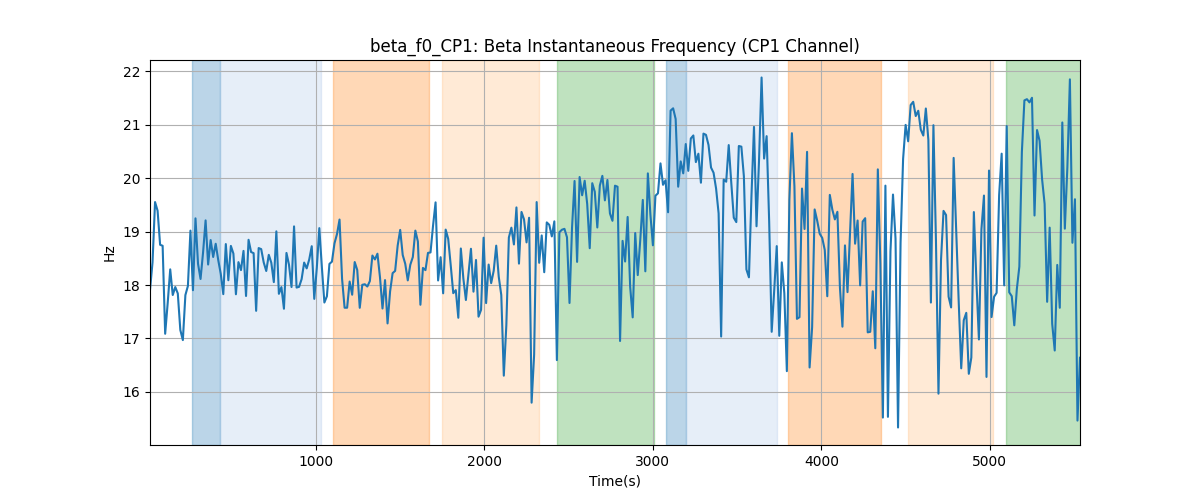 beta_f0_CP1: Beta Instantaneous Frequency (CP1 Channel)
22
21
20
19
18
17
16
Hz
1000 2000 3000 4000 5000
Time(s)